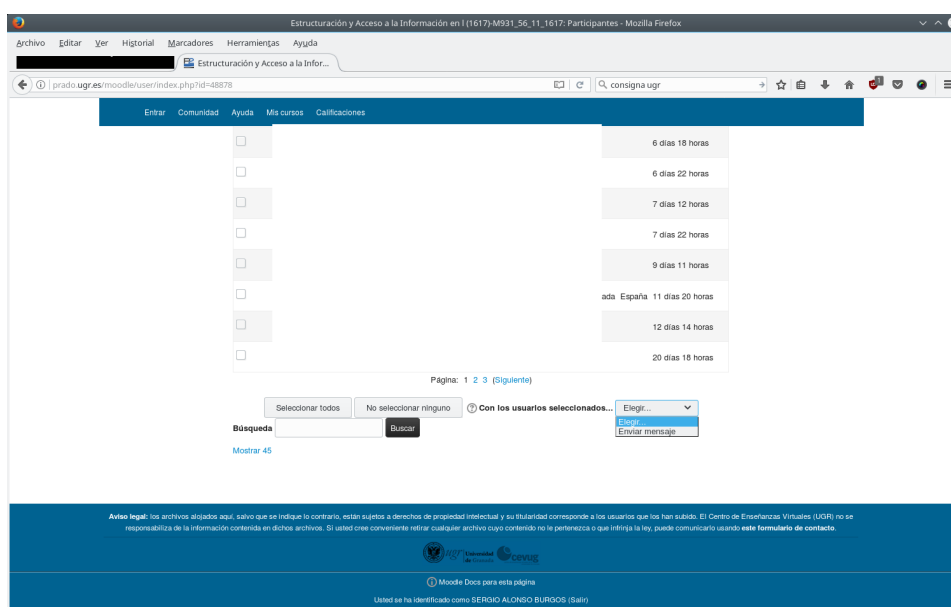 Estructuración y Acceso a la Información en l (1617)-M931_56_11_1617: Participantes - Mozilla Firefox
Archivo Editar Ver Historial Marcadores Herramientas Ayuda
Estructuración y Acceso a la Infor...
prado.ugr.es/moodle/user/index.php?id=48878 consigna ugr
Entrar Comunidad Ayuda Mis cursos Calificaciones
6 días 18 horas
6 días 22 horas
7 días 12 horas
7 días 22 horas
9 días 11 horas
ada España 11 días 20 horas
12 días 14 horas
20 días 18 horas
Página: 1 2 3 (Siguiente)
Seleccionar todos No seleccionar ninguno Con los usuarios seleccionados... Elegir...
Elegir...
Búsqueda Buscar Enviar mensaje
Mostrar 45
Aviso legal: los archivos alojados aquí, salvo que se indique lo contrario, están sujetos a derechos de propiedad intelectual y su titularidad corresponde a los usuarios que los han subido. El Centro de Enseñanzas Virtuales (UGR) no se
responsabiliza de la información contenida en dichos archivos. Si usted cree conveniente retirar cualquier archivo cuyo contenido no le pertenezca o que infrinja la ley, puede comunicarlo usando este formulario de contacto.
ugr Universidad de Granada cevug
Moodle Docs para esta página
Usted se ha identificado como SERGIO ALONSO BURGOS (Salir)